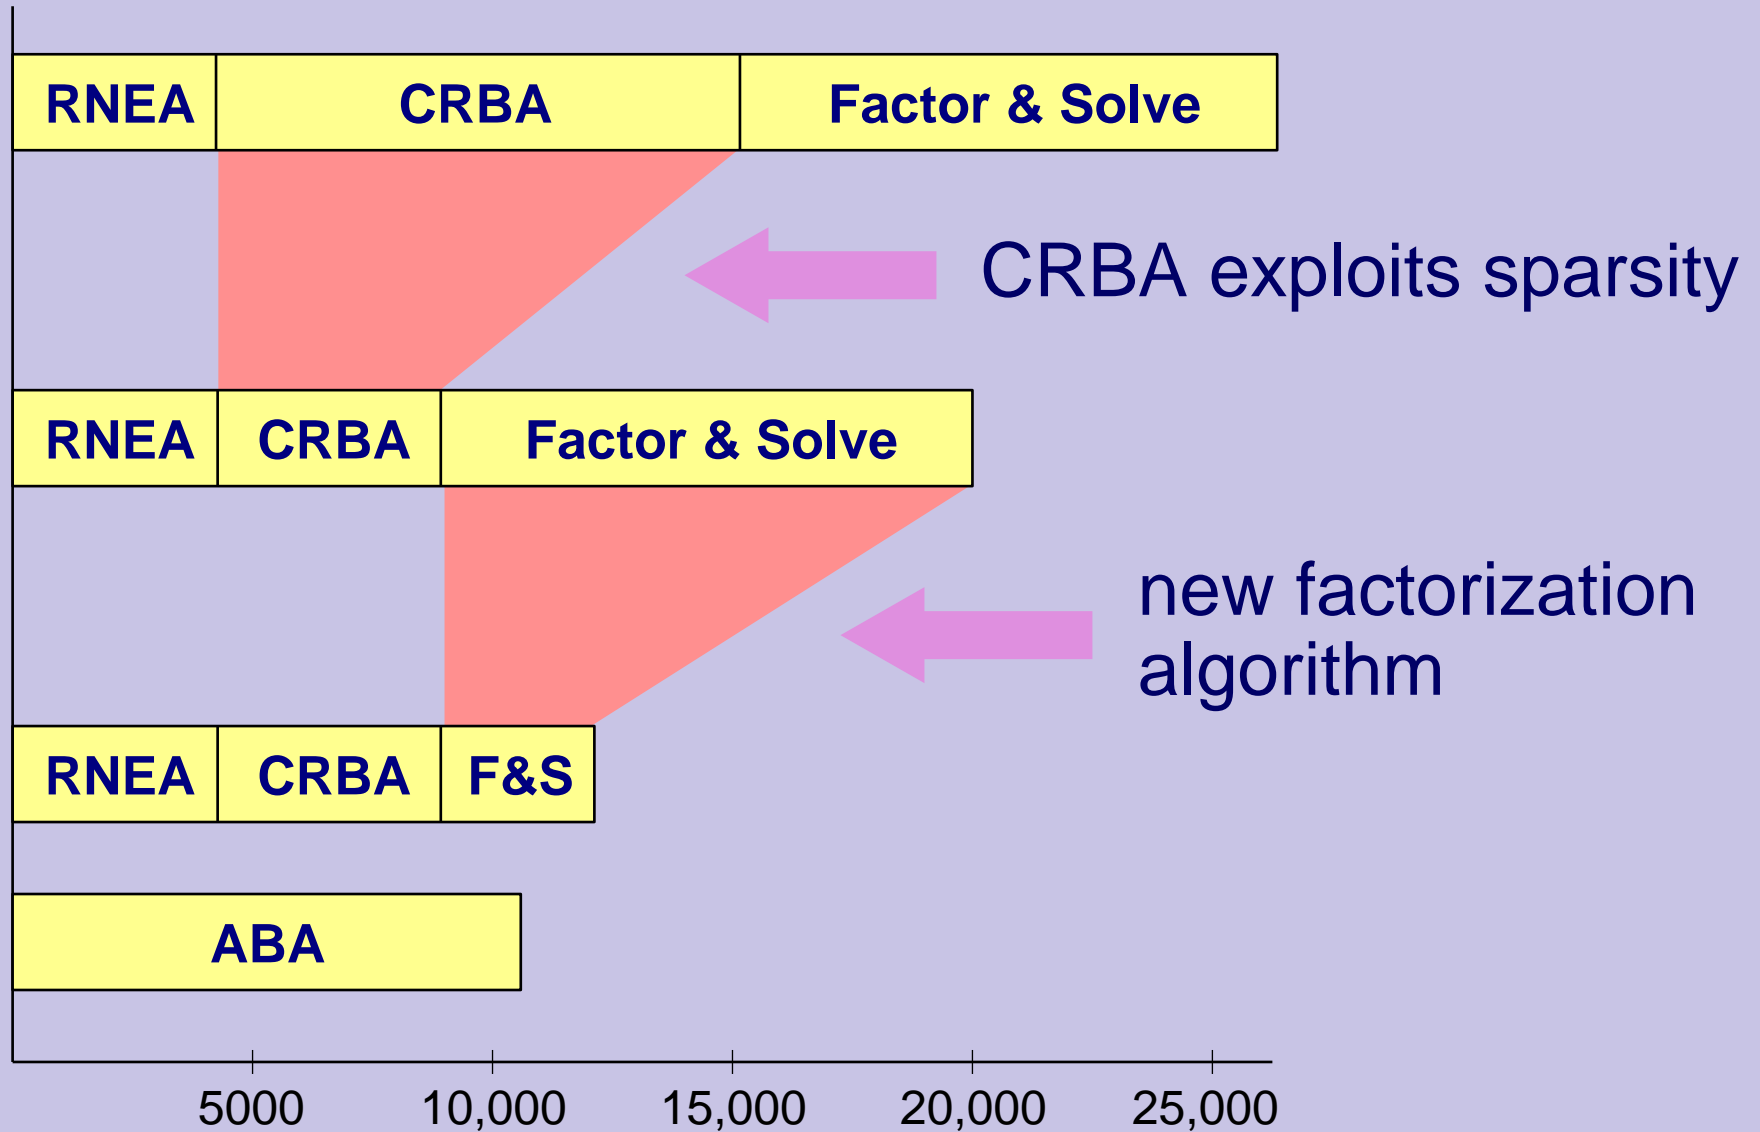 RNEA CRBA Factor & Solve
CRBA exploits sparsity
RNEA CRBA Factor & Solve
new factorization
algorithm
RNEA CRBA F&S
ABA
5000 10,000 15,000 20,000 25,000